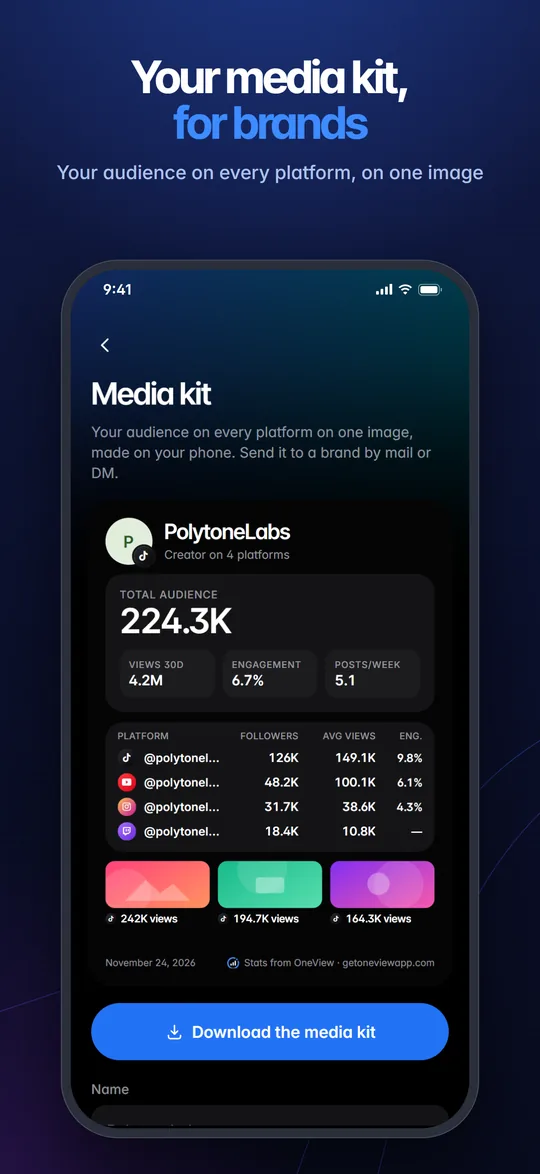 Your media kit,
for brands
Your audience on every platform, on one image
9:41
Media kit
Your audience on every platform on one image,
made on your phone. Send it to a brand by mail or
DM.
P
PolytoneLabs
Creator on 4 platforms
TOTAL AUDIENCE
224.3K
VIEWS 30D ENGAGEMENT POSTS/WEEK
4.2M 6.7% 5.1
PLATFORM FOLLOWERS AVG VIEWS ENG.
@polytonel... 126K 149.1K 9.8%
@polytonel... 48.2K 100.1K 6.1%
@polytonel... 31.7K 38.6K 4.3%
@polytonel... 18.4K 10.8K —
242K views 194.7K views 164.3K views
November 24, 2026 Stats from OneView · getoneviewapp.com
Download the media kit
Name